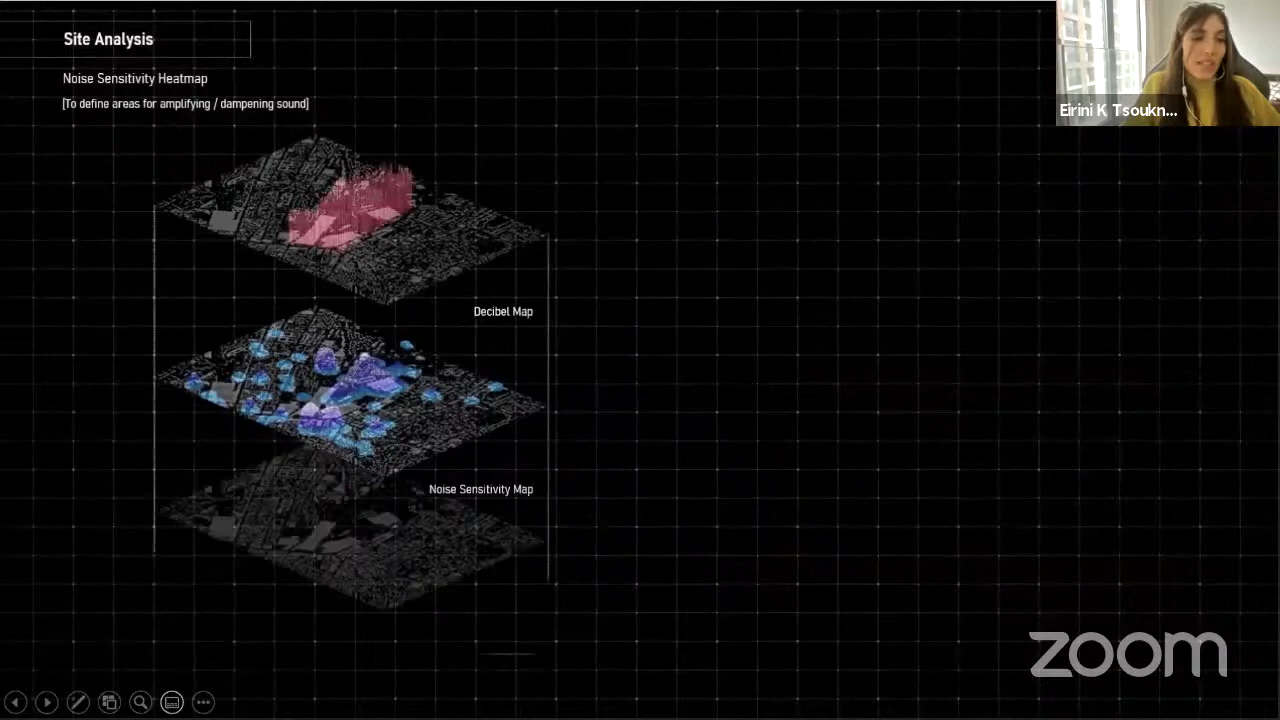 Site Analysis
Noise Sensitivity Heatmap
[To define areas for amplifying / dampening sound]
Eirini K Tsoukn...
Decibel Map
Noise Sensitivity Map
zoom